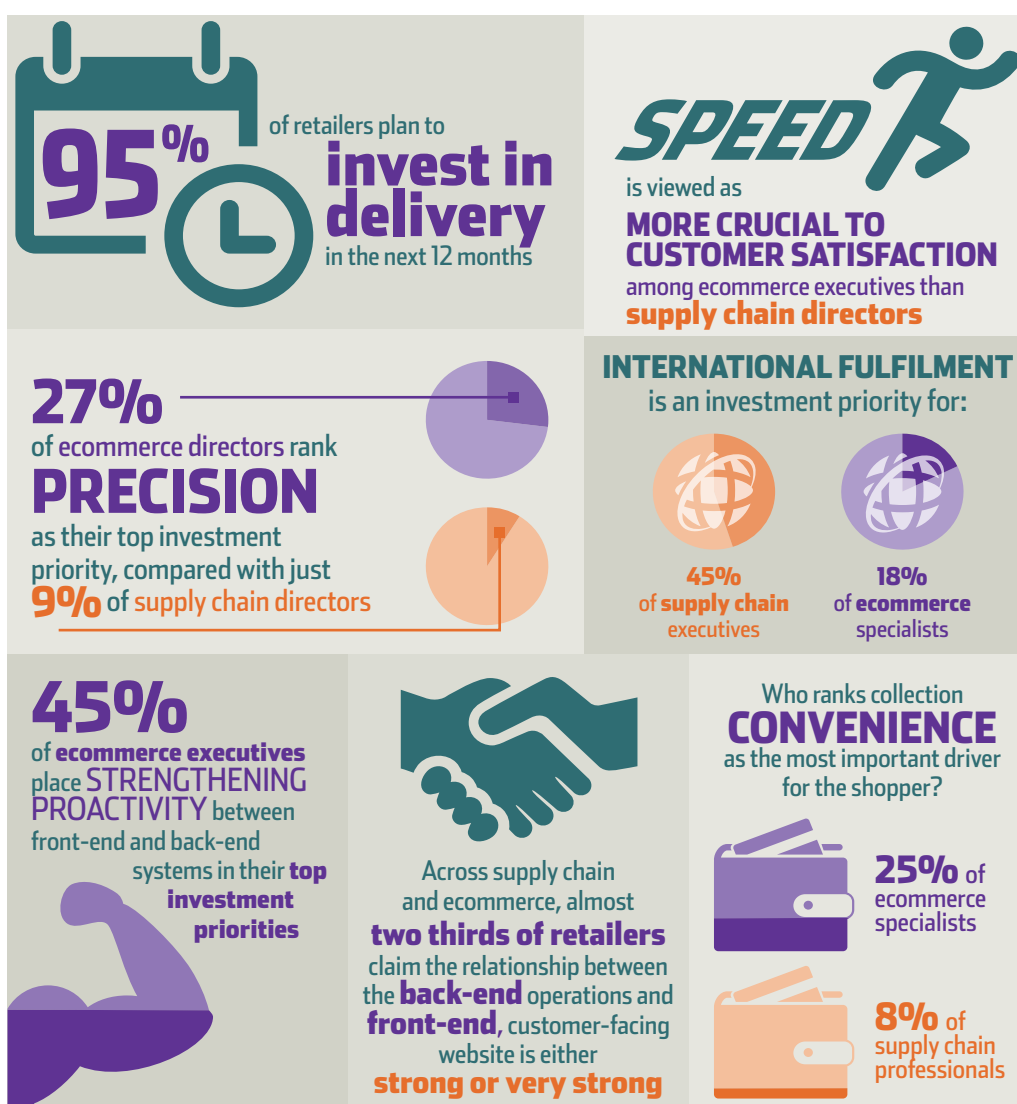 95%
of retailers plan to
invest in
delivery
in the next 12 months
SPEED
is viewed as
MORE CRUCIAL TO
CUSTOMER SATISFACTION
among ecommerce executives than
supply chain directors
27%
of ecommerce directors rank
PRECISION
as their top investment
priority, compared with just
9% of supply chain directors
INTERNATIONAL FULFILMENT
is an investment priority for:
45%
of supply chain
executives
18%
of ecommerce
specialists
45%
of ecommerce executives
place STRENGTHENING
PROACTIVITY between
front-end and back-end
systems in their top
investment
priorities
Across supply chain
and ecommerce, almost
two thirds of retailers
claim the relationship between
the back-end operations and
front-end, customer-facing
website is either
strong or very strong
Who ranks collection
CONVENIENCE
as the most important driver
for the shopper?
25% of
ecommerce
specialists
8% of
supply chain
professionals